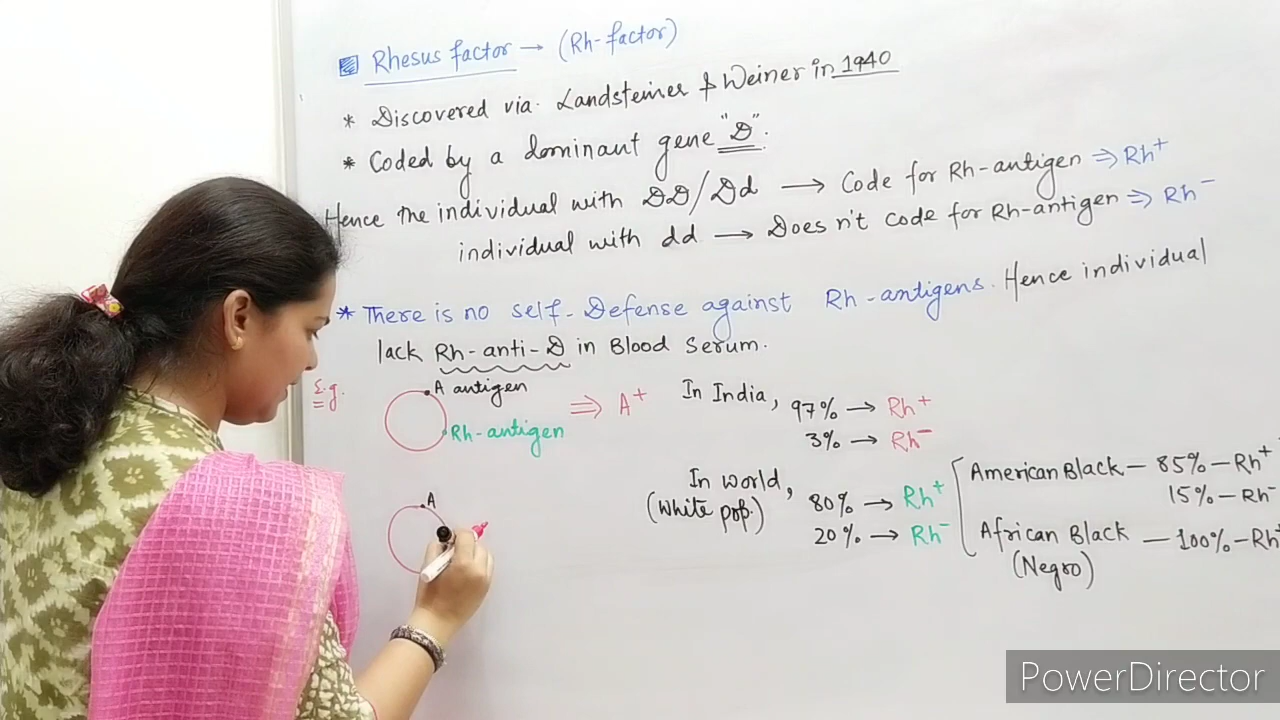 Rhesus factor → (Rh-factor)
* Discovered via. Landsteiner & Weiner in 1940
* Coded by a dominant gene "D".
Hence the individual with DD/Dd → Code for Rh-antigen ⇒ Rh+
individual with dd → Does n't code for Rh-antigen ⇒ Rh-
* There is no self-Defense against Rh-antigens. Hence individual
lack Rh-anti-D in Blood Serum.
E.g.
A antigen
Rh-antigen
⇒ A+
In India, 97% → Rh+
3% → Rh-
In world,
(White pop.)
80% → Rh+
20% → Rh-
American Black - 85% - Rh+
15% - Rh-
African Black - 100% - Rh+
(Negro)
A
PowerDirector